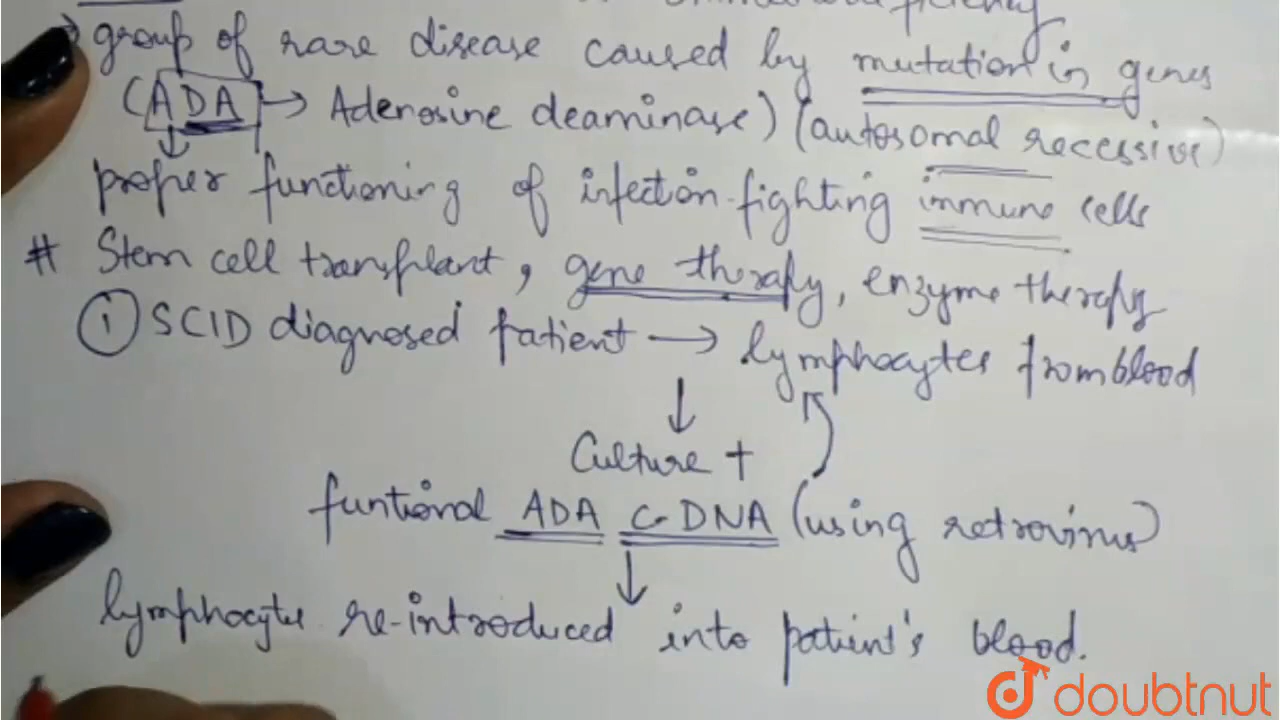 → group of rare disease caused by mutation in genes
(ADA → Adenosine deaminase) (autosomal recessive)
↓
proper functioning of infection-fighting immune cells
# Stem cell transplant, gene therapy, enzyme therapy
① SCID diagnosed patient → lymphocytes from blood
↓
Culture +
funtional ADA c-DNA (using retrovirus)
↓
lymphocyte re-introduced into patient's blood.
doubtnut